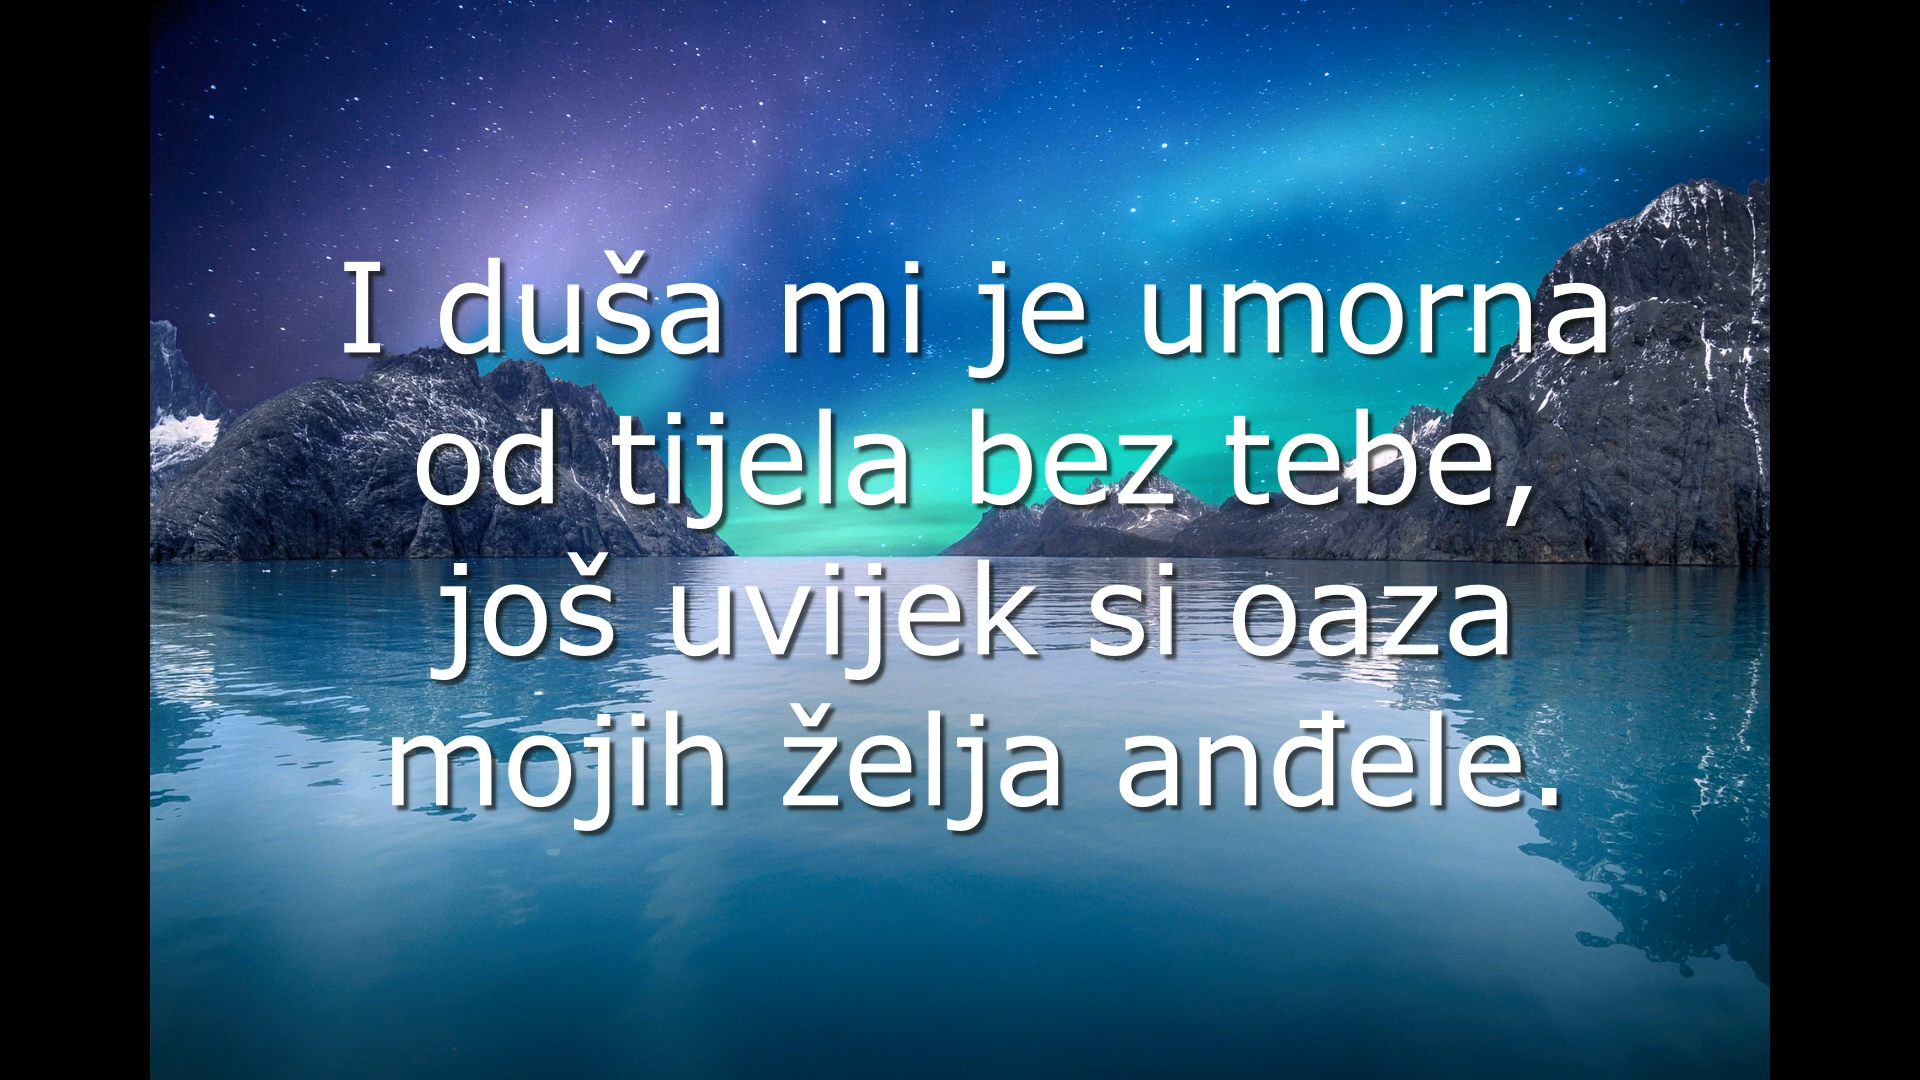 I duša mi je umorna
od tijela bez tebe,
još uvijek si oaza
mojih želja anđele.